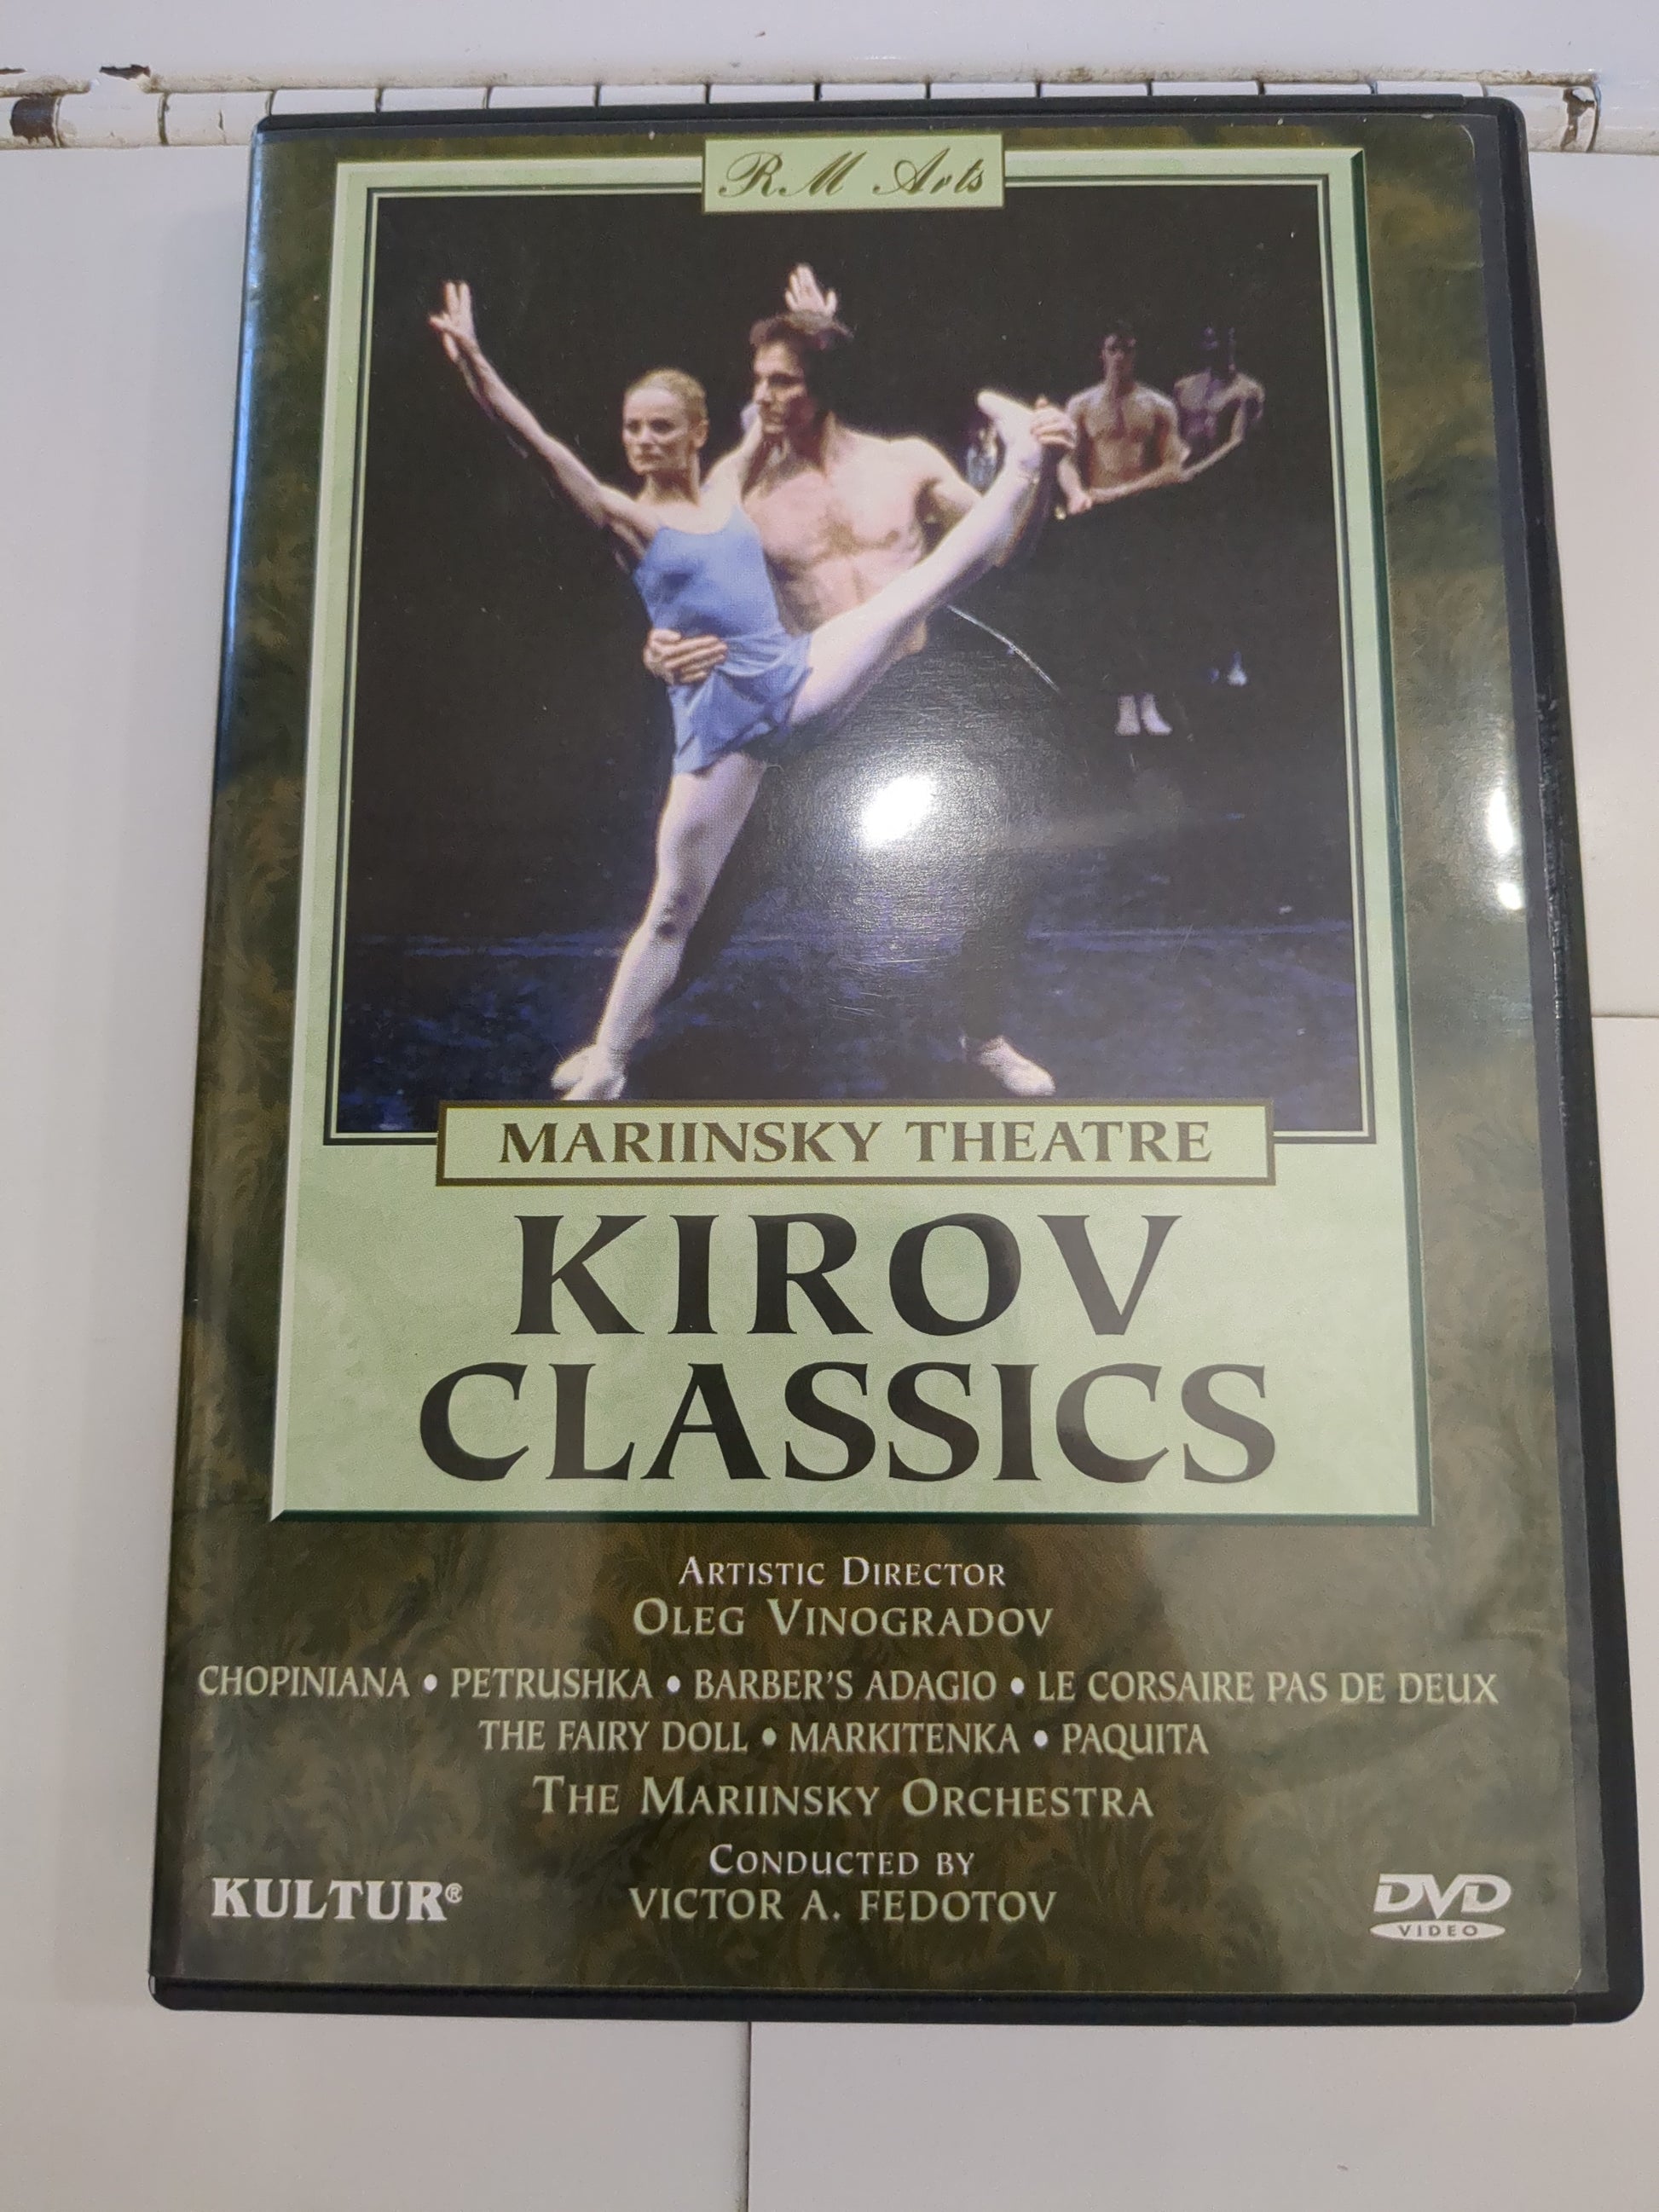 RM Arts
MARIINSKY THEATRE
KIROV
CLASSICS
ARTISTIC DIRECTOR
OLEG VINOGRADOV
CHOPINIANA • PETRUSHKA • BARBER'S ADAGIO • LE CORSAIRE PAS DE DEUX
THE FAIRY DOLL • MARKITENKA • PAQUITA
THE MARIINSKY ORCHESTRA
CONDUCTED BY
VICTOR A. FEDOTOV
KULTUR®
DVD
VIDEO